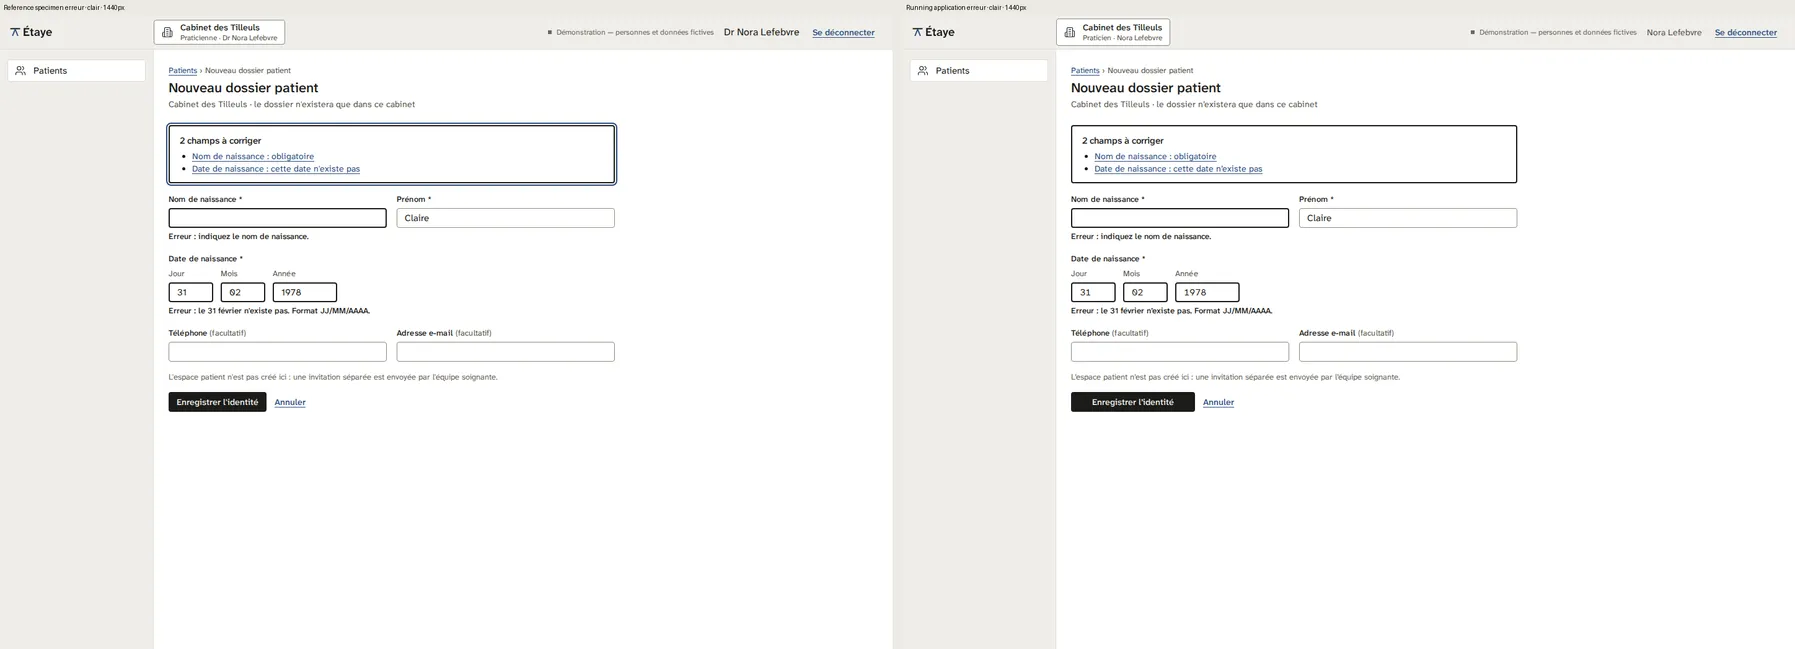 Reference specimen erreur·clair·1440px
Étaye
Cabinet des Tilleuls
Praticienne · Dr Nora Lefebvre
Démonstration — personnes et données fictives
Dr Nora Lefebvre
Se déconnecter
Patients
Patients › Nouveau dossier patient
Nouveau dossier patient
Cabinet des Tilleuls · le dossier n'existera que dans ce cabinet
2 champs à corriger
Nom de naissance : obligatoire
Date de naissance : cette date n'existe pas
Nom de naissance *
Prénom *
Claire
Erreur : indiquez le nom de naissance.
Date de naissance *
Jour
Mois
Année
31
02
1978
Erreur : le 31 février n'existe pas. Format JJ/MM/AAAA.
Téléphone (facultatif)
Adresse e-mail (facultatif)
L'espace patient n'est pas créé ici : une invitation séparée est envoyée par l'équipe soignante.
Enregistrer l'identité
Annuler
Running application erreur·clair·1440px
Étaye
Cabinet des Tilleuls
Praticien · Nora Lefebvre
Démonstration — personnes et données fictives
Nora Lefebvre
Se déconnecter
Patients
Patients › Nouveau dossier patient
Nouveau dossier patient
Cabinet des Tilleuls · le dossier n'existera que dans ce cabinet
2 champs à corriger
Nom de naissance : obligatoire
Date de naissance : cette date n'existe pas
Nom de naissance *
Prénom *
Claire
Erreur : indiquez le nom de naissance.
Date de naissance *
Jour
Mois
Année
31
02
1978
Erreur : le 31 février n'existe pas. Format JJ/MM/AAAA.
Téléphone (facultatif)
Adresse e-mail (facultatif)
L'espace patient n'est pas créé ici : une invitation séparée est envoyée par l'équipe soignante.
Enregistrer l'identité
Annuler